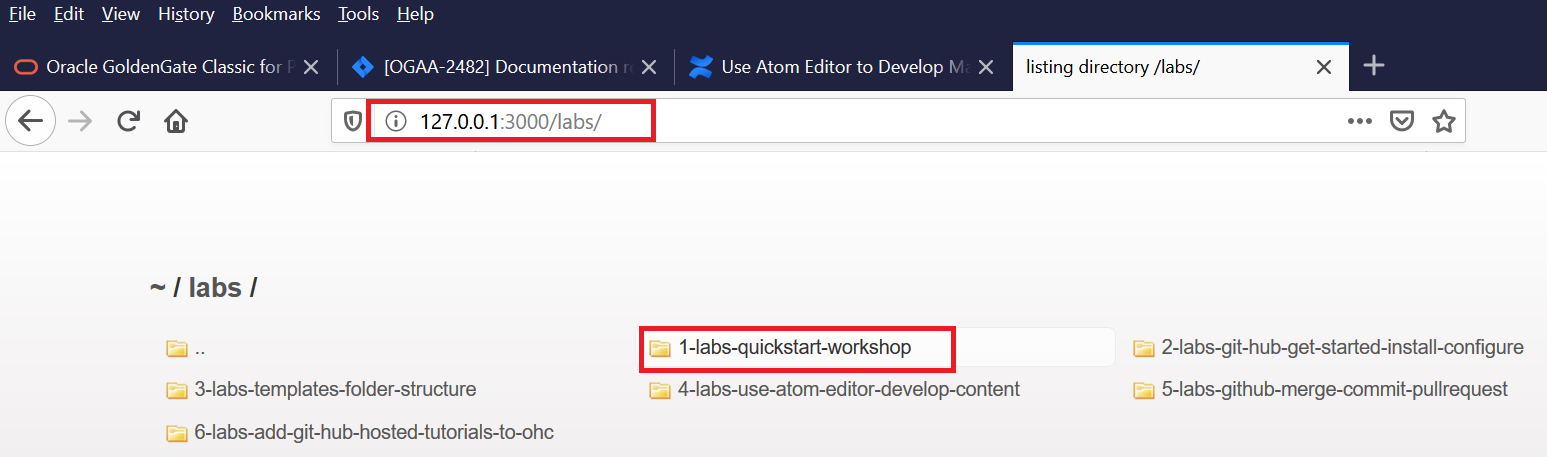 File Edit View History Bookmarks Tools Help
Oracle GoldenGate Classic for [OGAA-2482] Documentation Use Atom Editor to Develop listing directory /labs/
127.0.0.1:3000/labs/
~ / labs /
.. 1-labs-quickstart-workshop 2-labs-git-hub-get-started-install-configure
3-labs-templates-folder-structure 4-labs-use-atom-editor-develop-content 5-labs-github-merge-commit-pullrequest
6-labs-add-git-hub-hosted-tutorials-to-ohc